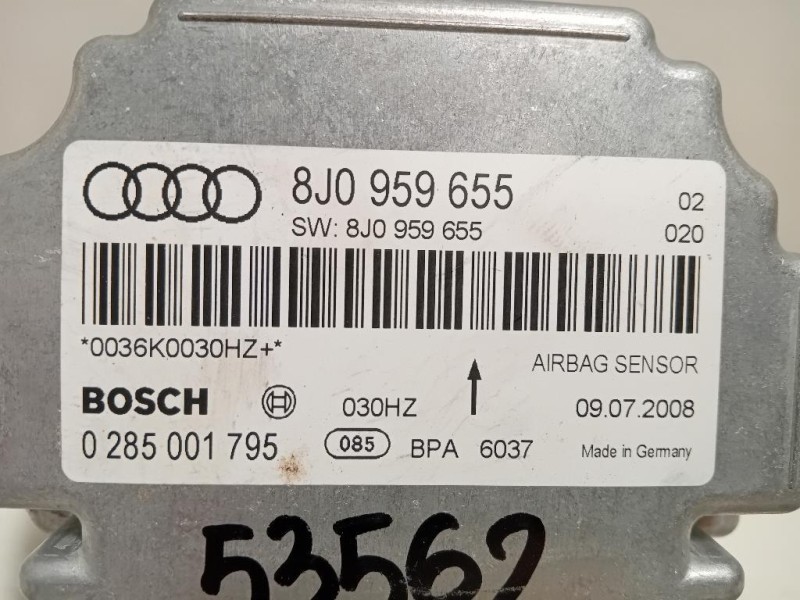 8J0 959 655 02
SW: 8J0 959 655 020
*0036K0030HZ+*
AIRBAG SENSOR
BOSCH 030HZ 09.07.2008
0 285 001 795 085 BPA 6037 Made in Germany
53562